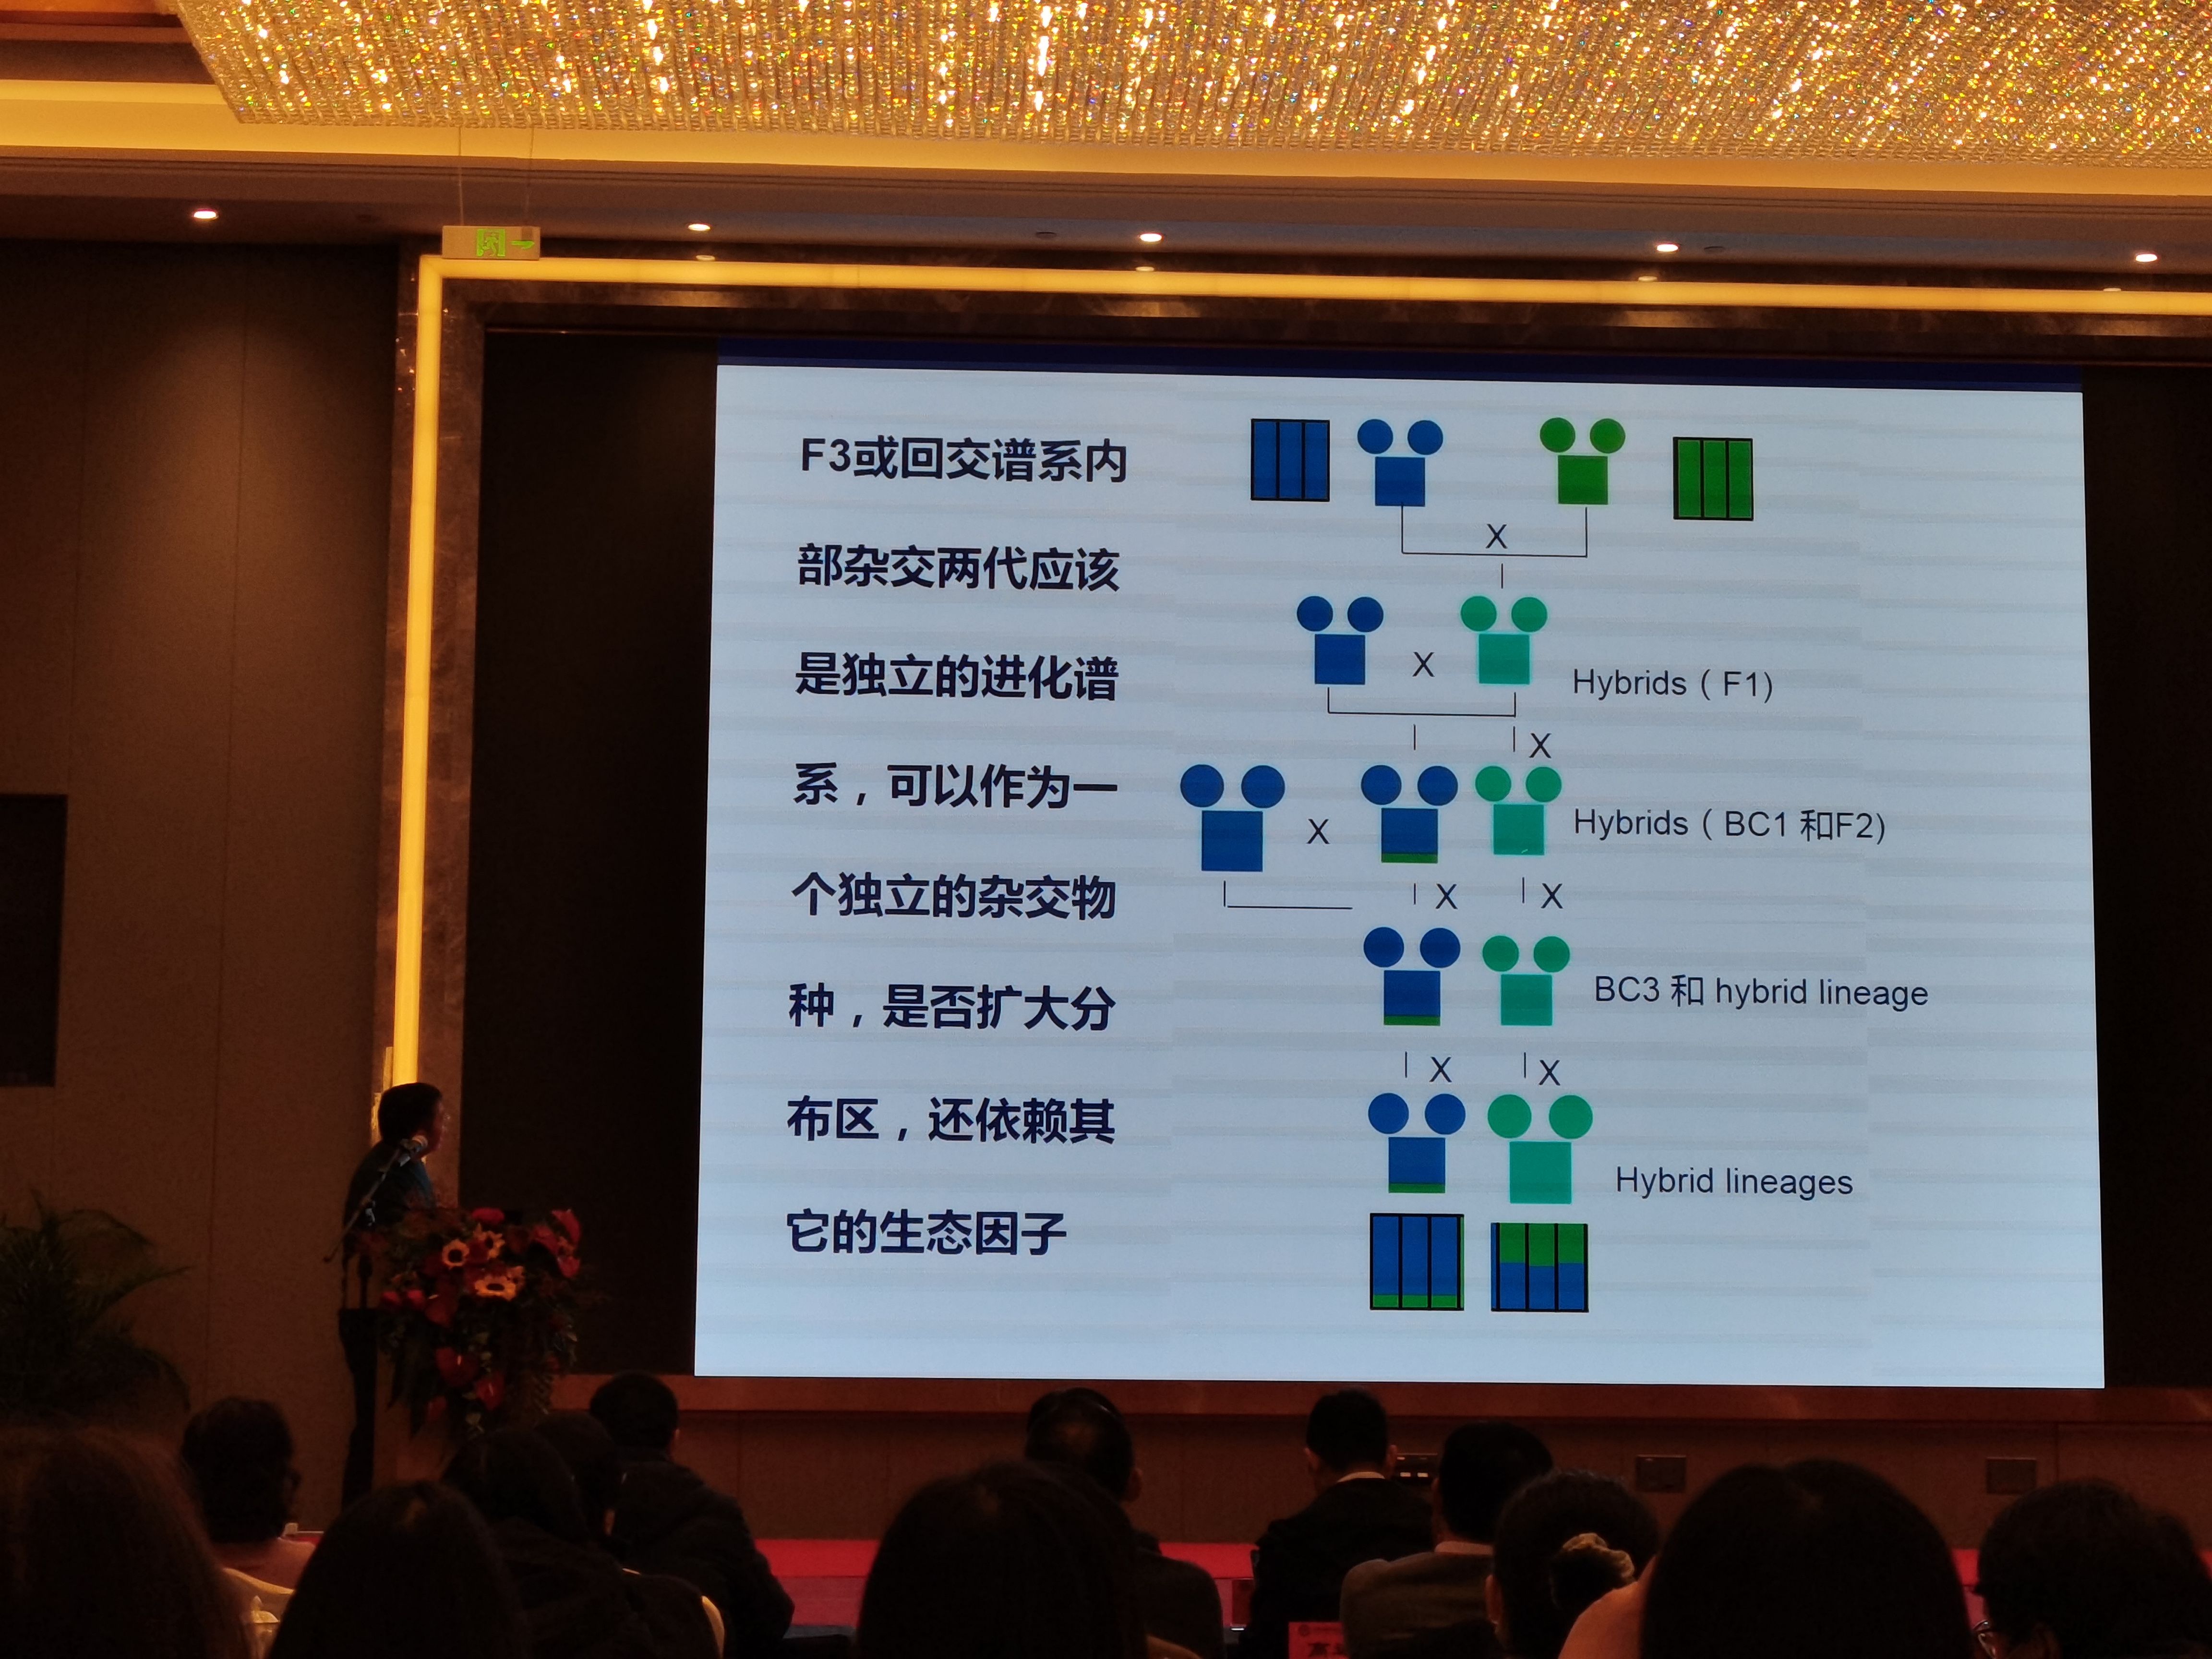 F3或回交谱系内
部杂交两代应该
是独立的进化谱
系，可以作为一
个独立的杂交物
种，是否扩大分
布区，还依赖其
它的生态因子
X
X
Hybrids（F1)
X
X
Hybrids（BC1 和F2)
X
X
BC3 和 hybrid lineage
X
X
Hybrid lineages